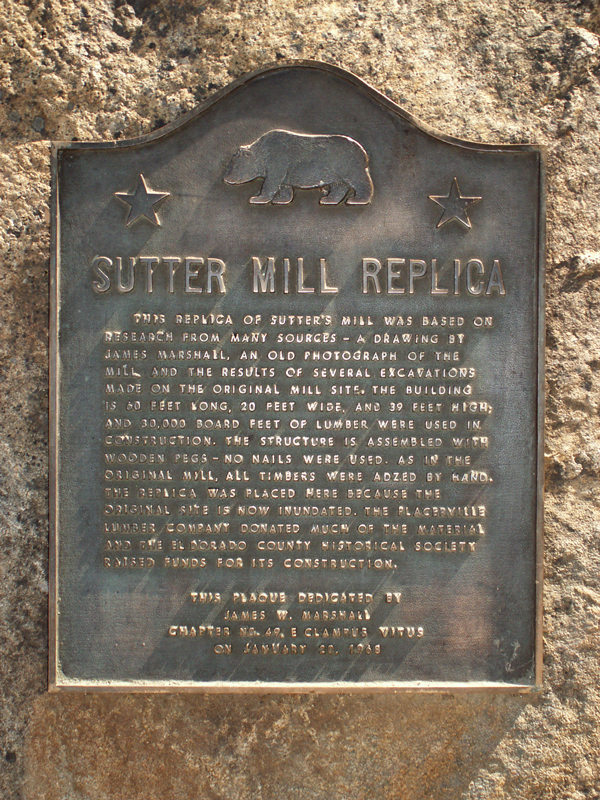 SUTTER MILL REPLICA
THIS REPLICA OF SUTTER'S MILL WAS BASED ON
RESEARCH FROM MANY SOURCES - A DRAWING BY
JAMES MARSHALL, AN OLD PHOTOGRAPH OF THE
MILL, AND THE RESULTS OF SEVERAL EXCAVATIONS
MADE ON THE ORIGINAL MILL SITE. THE BUILDING
IS 60 FEET LONG, 20 FEET WIDE, AND 39 FEET HIGH;
AND 30,000 BOARD FEET OF LUMBER WERE USED IN
CONSTRUCTION. THE STRUCTURE IS ASSEMBLED WITH
WOODEN PEGS - NO NAILS WERE USED. AS IN THE
ORIGINAL MILL, ALL TIMBERS WERE ADZED BY HAND.
THE REPLICA WAS PLACED HERE BECAUSE THE
ORIGINAL SITE IS NOW INUNDATED. THE PLACERVILLE
LUMBER COMPANY DONATED MUCH OF THE MATERIAL
AND THE EL DORADO COUNTY HISTORICAL SOCIETY
RAISED FUNDS FOR ITS CONSTRUCTION.
THIS PLAQUE DEDICATED BY
JAMES W. MARSHALL
CHAPTER NO. 49, E CLAMPUS VITUS
ON JANUARY 1968